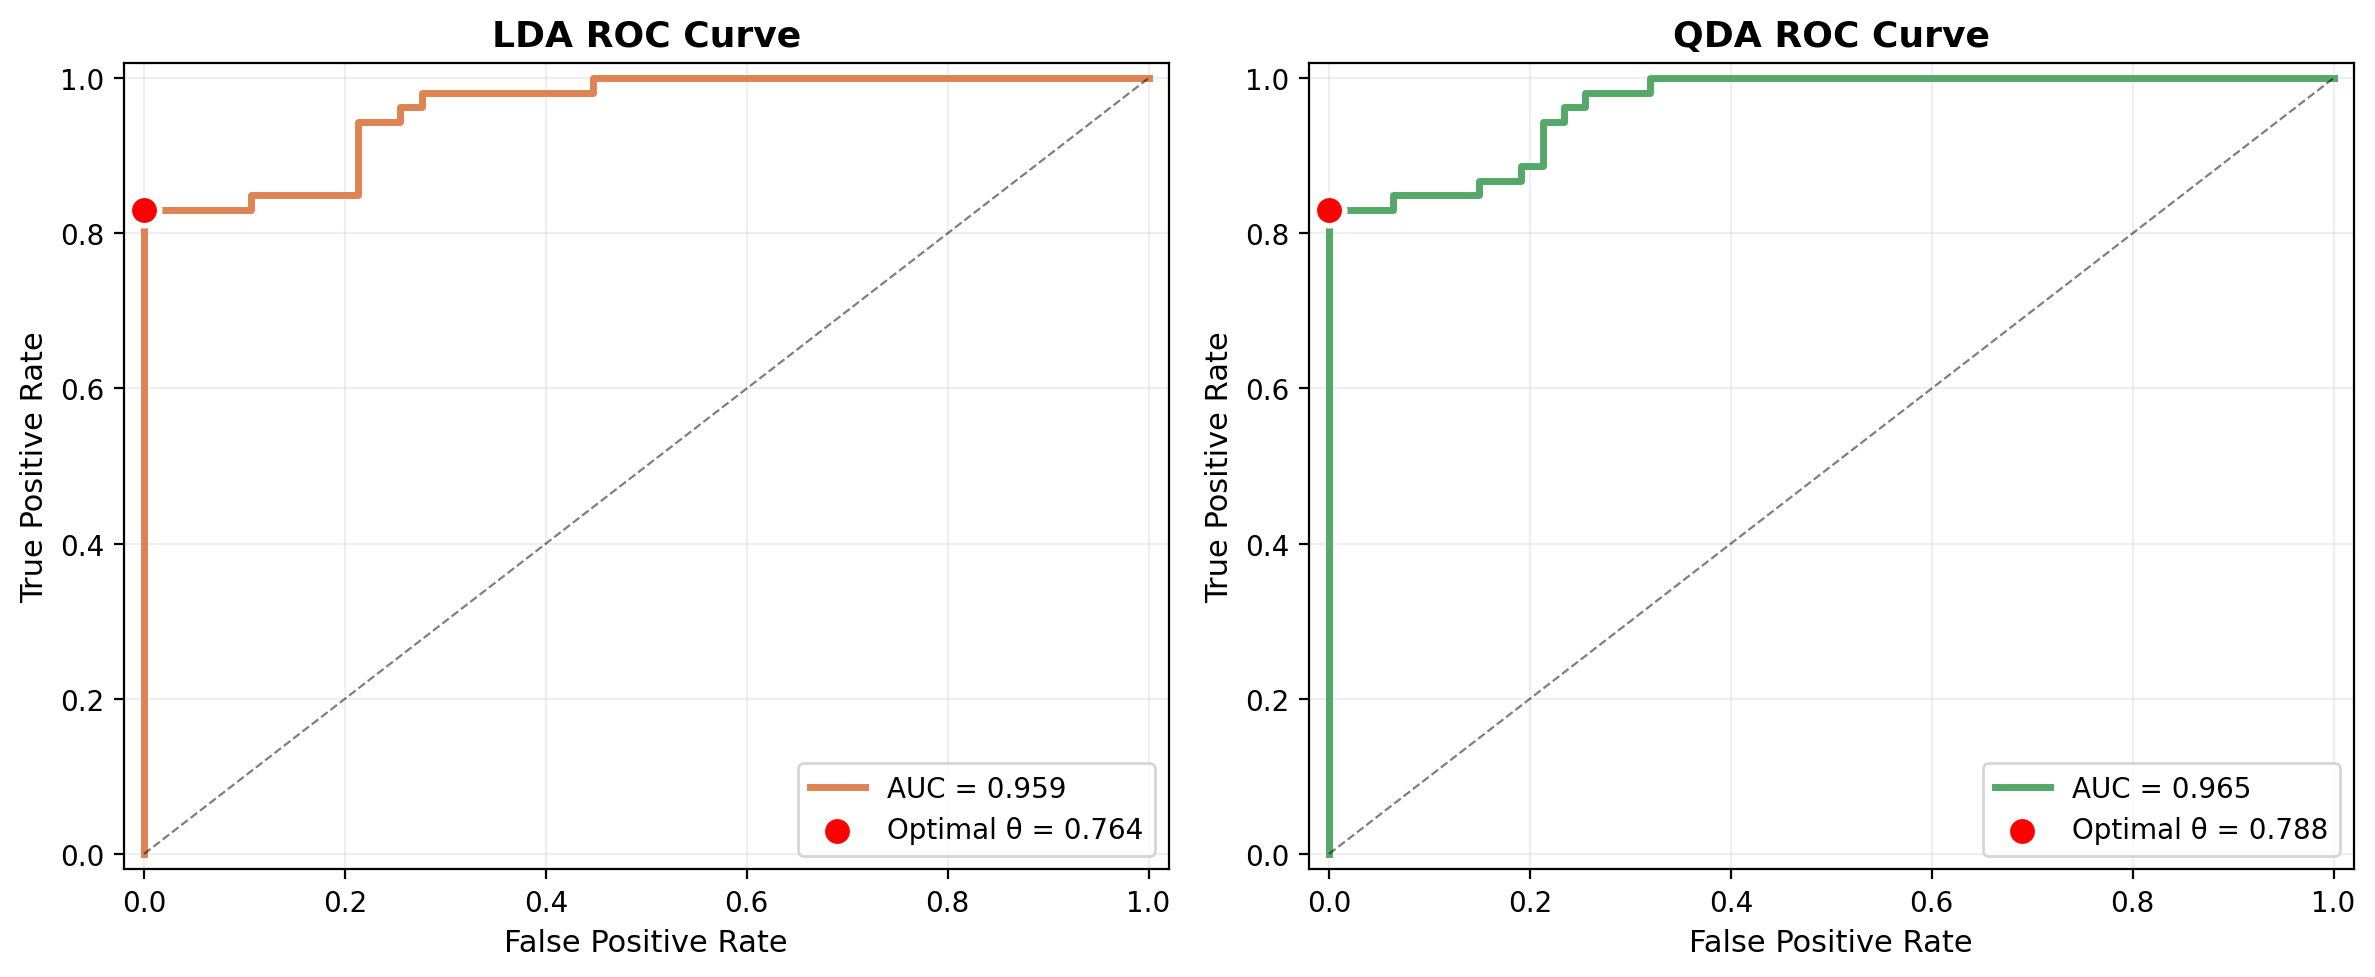 LDA ROC Curve
True Positive Rate
1.0
0.8
0.6
0.4
0.2
0.0
0.0 0.2 0.4 0.6 0.8 1.0
False Positive Rate
AUC = 0.959
Optimal θ = 0.764
QDA ROC Curve
True Positive Rate
1.0
0.8
0.6
0.4
0.2
0.0
0.0 0.2 0.4 0.6 0.8 1.0
False Positive Rate
AUC = 0.965
Optimal θ = 0.788